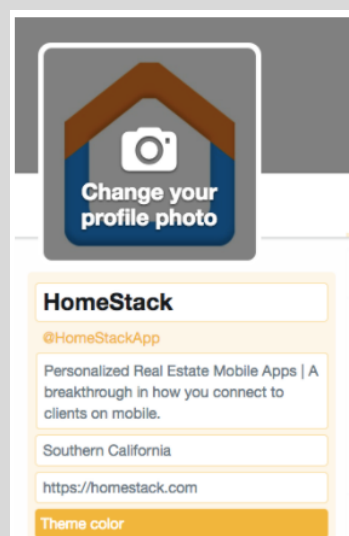 Change your
profile photo
HomeStack
@HomeStackApp
Personalized Real Estate Mobile Apps | A
breakthrough in how you connect to
clients on mobile.
Southern California
https://homestack.com
Theme color